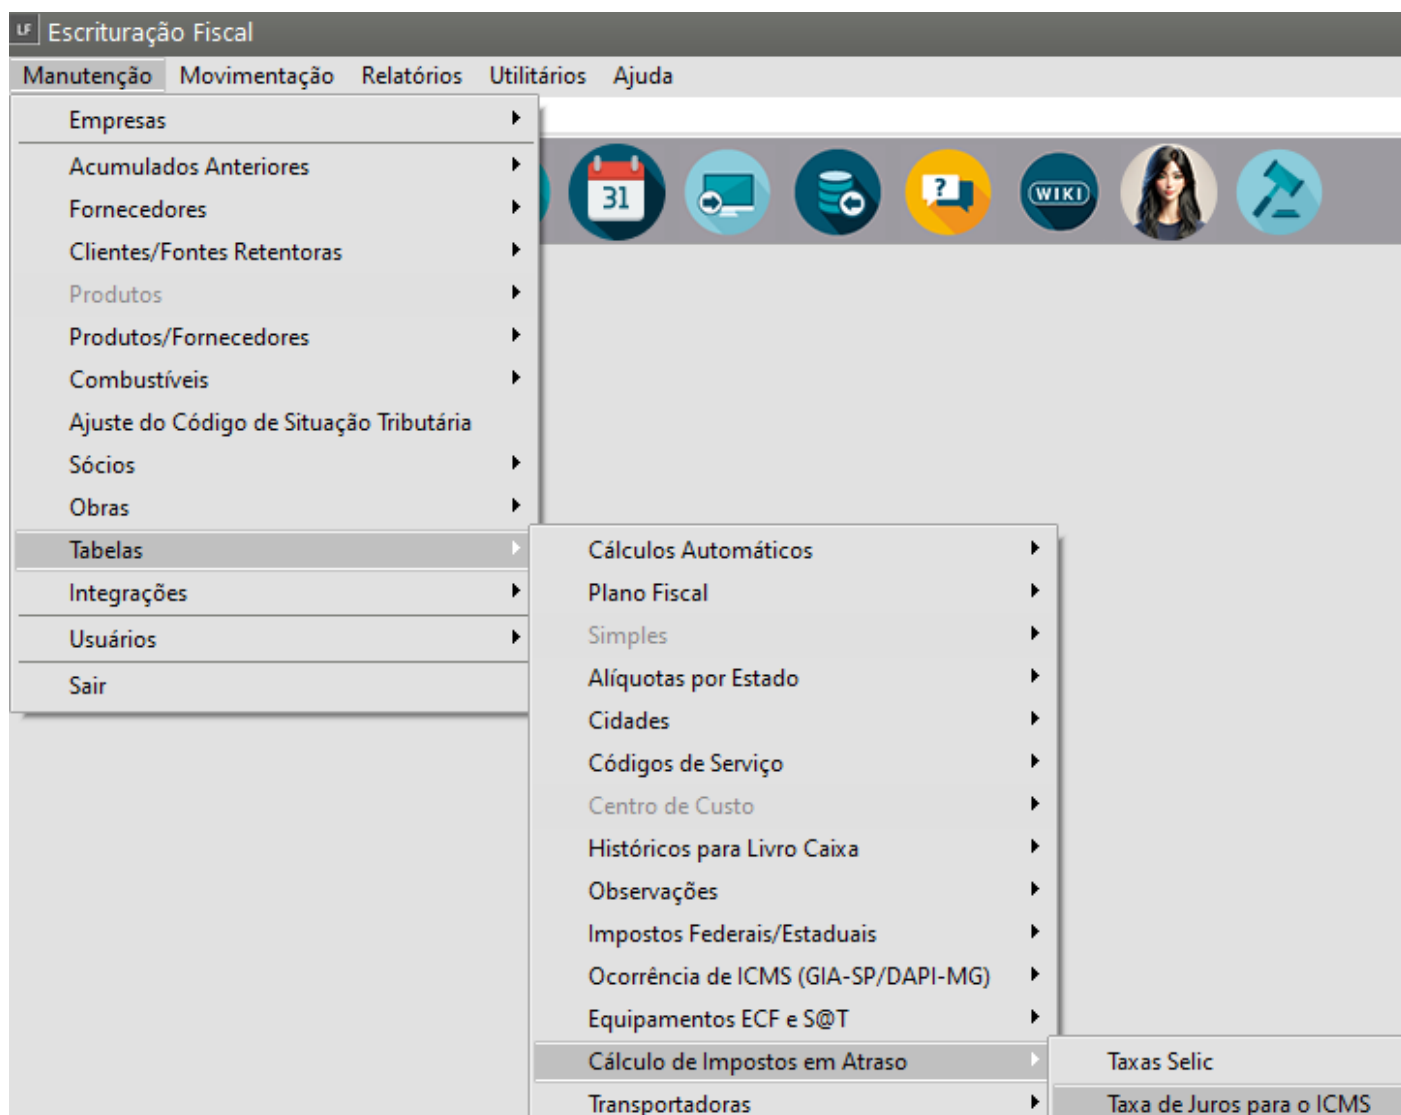 LF Escrituração Fiscal
Manutenção Movimentação Relatórios Utilitários Ajuda
Empresas
Acumulados Anteriores
Fornecedores
Clientes/Fontes Retentoras
Produtos
Produtos/Fornecedores
Combustíveis
Ajuste do Código de Situação Tributária
Sócios
Obras
Tabelas
Integrações
Usuários
Sair
31
?
WIKI
Cálculos Automáticos
Plano Fiscal
Simples
Alíquotas por Estado
Cidades
Códigos de Serviço
Centro de Custo
Históricos para Livro Caixa
Observações
Impostos Federais/Estaduais
Ocorrência de ICMS (GIA-SP/DAPI-MG)
Equipamentos ECF e S@T
Cálculo de Impostos em Atraso
Transportadoras
Taxas Selic
Taxa de Juros para o ICMS